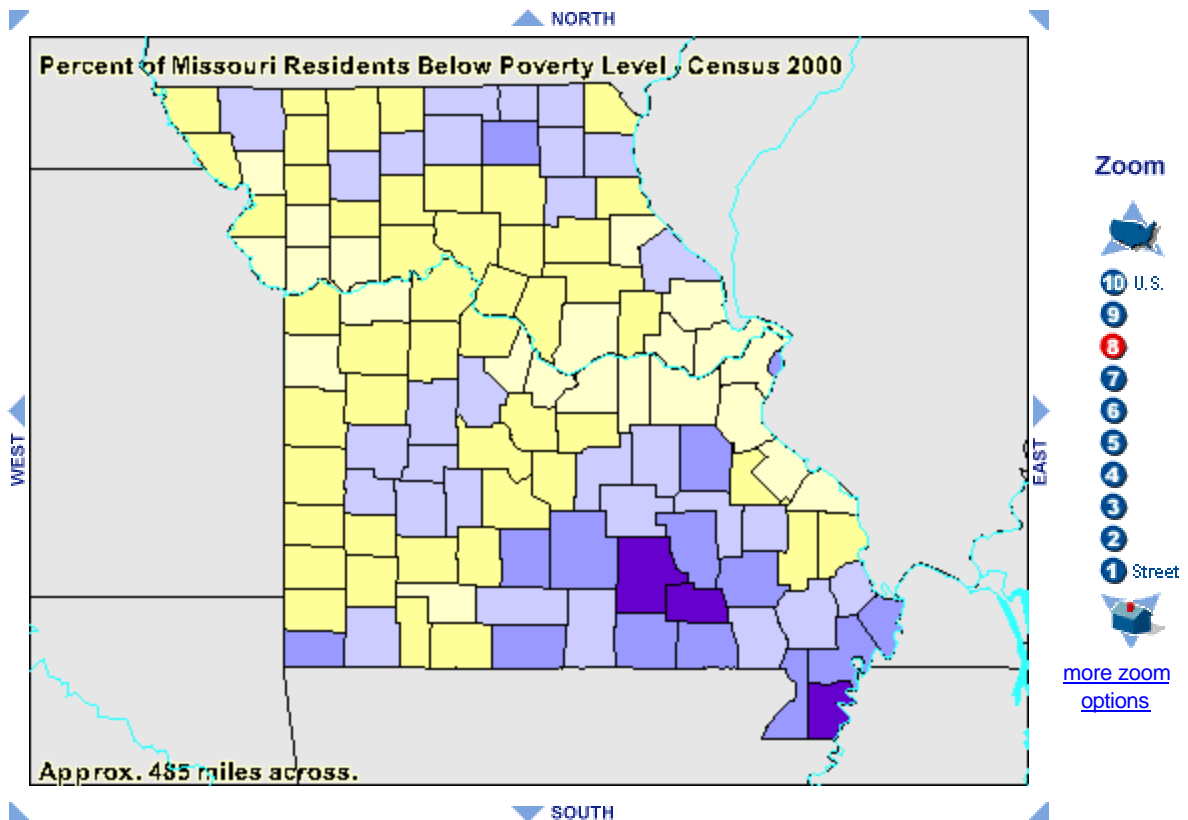 NORTH
Percent of Missouri Residents Below Poverty Level, Census 2000
Zoom
10 U.S.
9
8
7
6
WEST
EAST
5
4
3
2
1 Street
more zoom
options
Approx. 485 miles across.
SOUTH